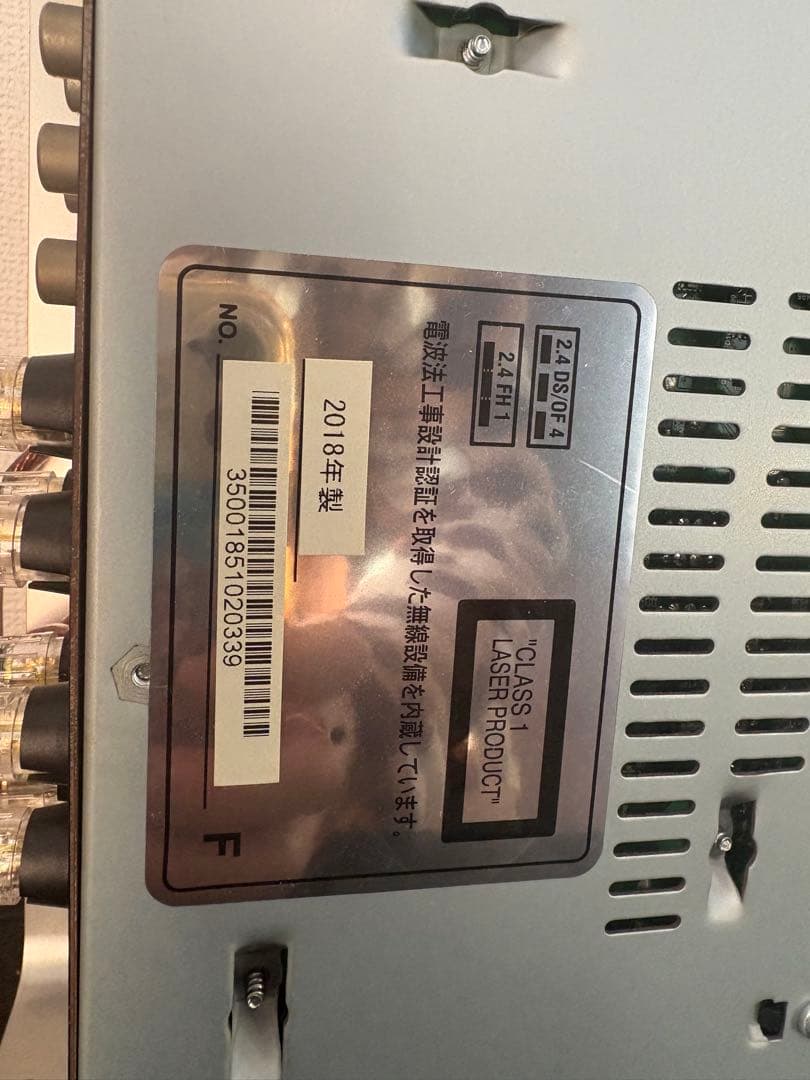 2.4 DS/OF 4
2.4 FH 1
"CLASS 1
LASER PRODUCT"
電波法工事設計認証を取得した無線設備を内蔵しています。
2018年 製
NO.
35001851020339
F